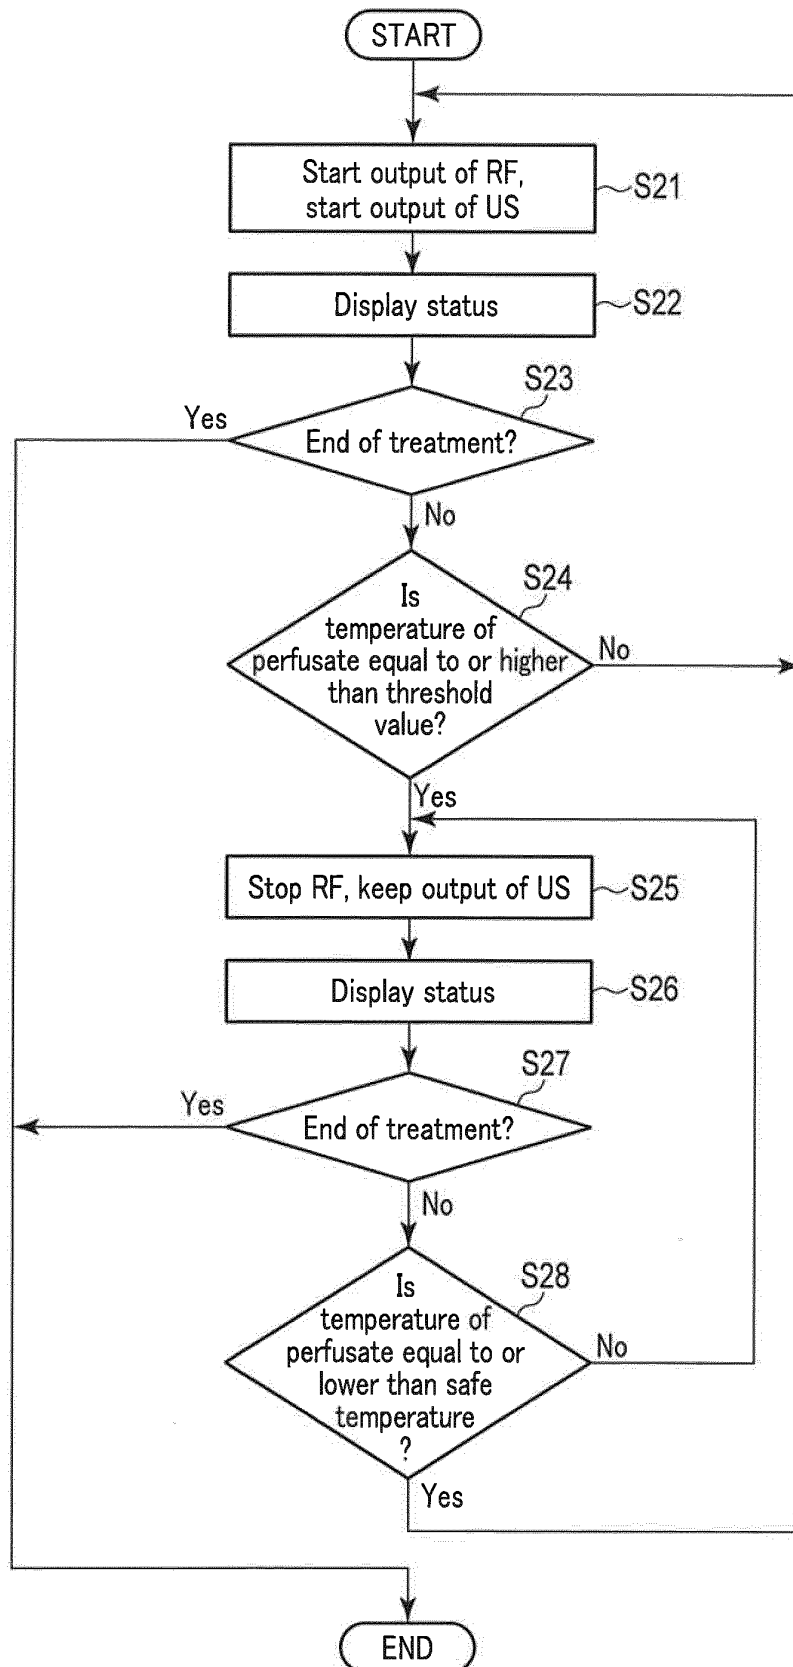 START
Start output of RF,
start output of US
S21
Display status
S22
S23
Yes
End of treatment?
No
S24
Is
temperature of
perfusate equal to or higher
than threshold
value?
No
Yes
Stop RF, keep output of US
S25
Display status
S26
S27
Yes
End of treatment?
No
S28
Is
temperature of
perfusate equal to or
lower than safe
temperature
?
No
Yes
END